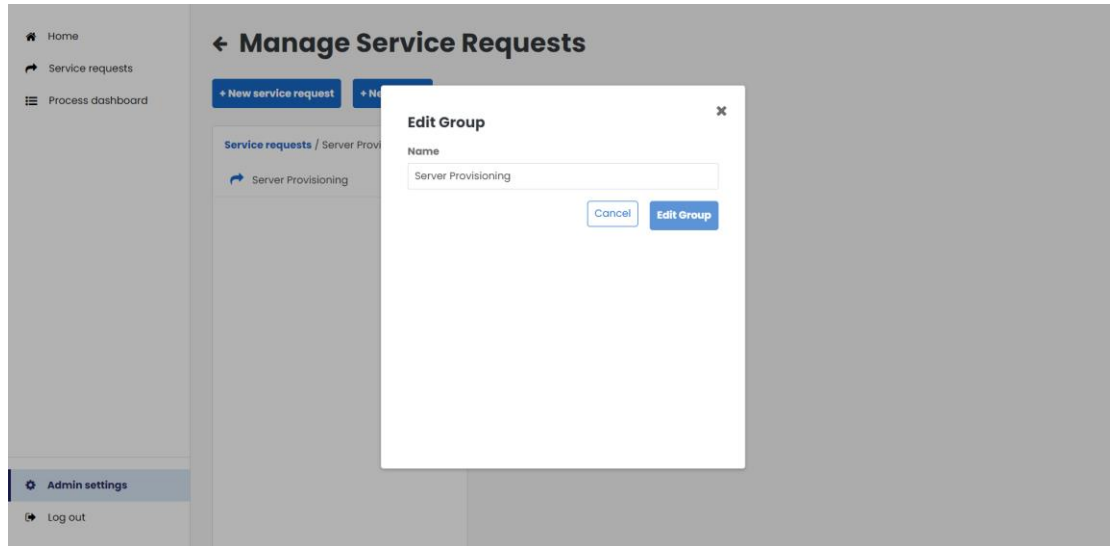 Home
Service requests
Process dashboard
Admin settings
Log out
Manage Service Requests
+ New service request
Service requests / Server
Server Provisioning
Edit Group
Name
Server Provisioning
Cancel
Edit Group